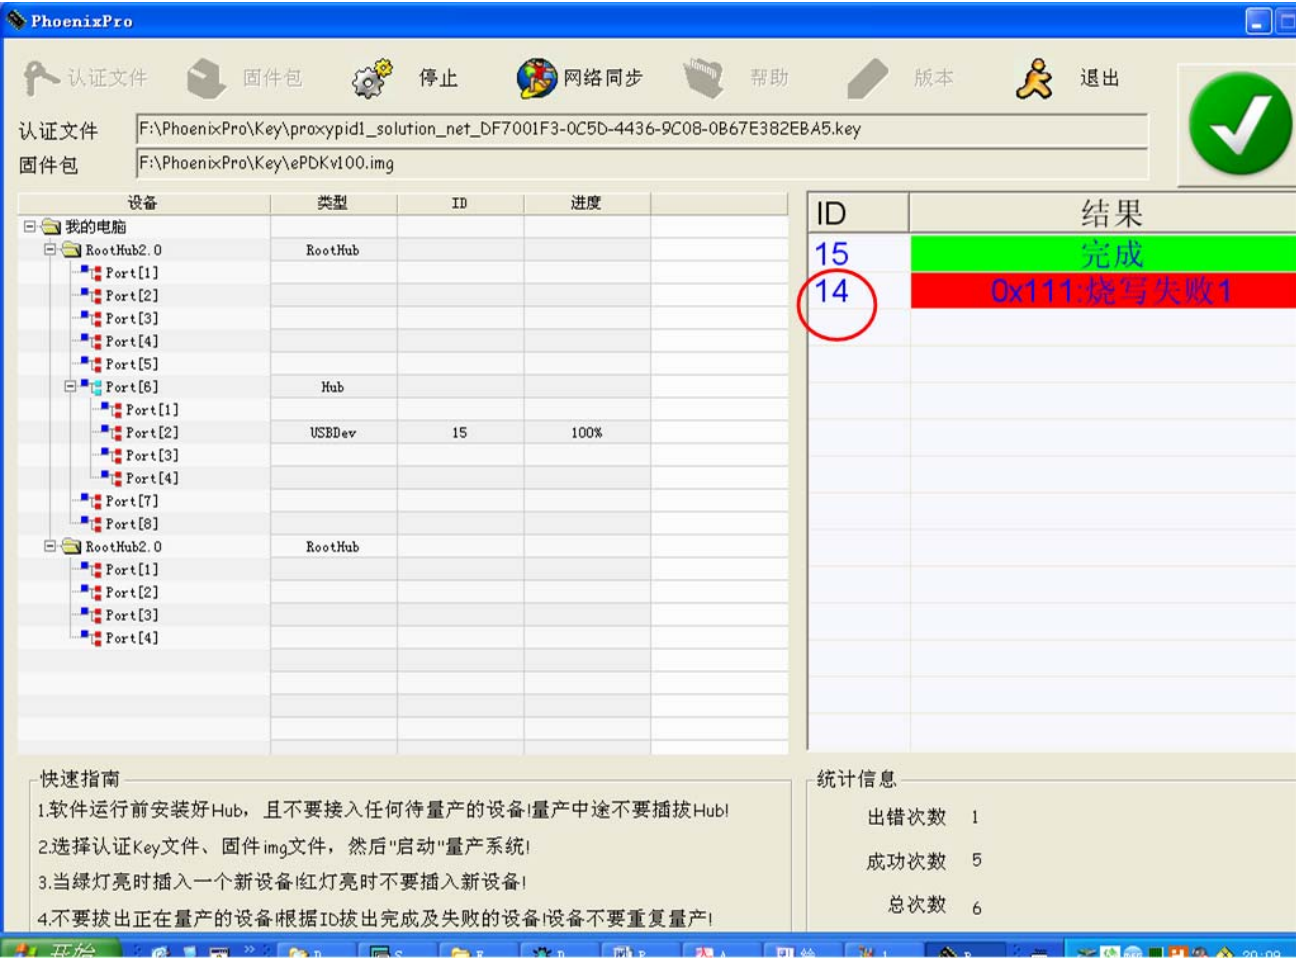 PhoenixPro
认证文件 固件包 停止 网络同步 帮助 版本 退出
认证文件 F:\PhoenixPro\Key\proxypid1_solution_net_DF7001F3-0C5D-4436-9C08-0B67E382EBA5.key
固件包 F:\PhoenixPro\Key\ePDKv100.img
设备 类型 ID 进度
我的电脑
RootHub2.0 RootHub
Port[1]
Port[2]
Port[3]
Port[4]
Port[5]
Port[6] Hub
Port[1]
Port[2] USBDev 15 100%
Port[3]
Port[4]
Port[7]
Port[8]
RootHub2.0 RootHub
Port[1]
Port[2]
Port[3]
Port[4]
ID 结果
15 完成
14 0x111:烧写失败1
快速指南
1.软件运行前安装好Hub，且不要接入任何待量产的设备!量产中途不要插拔Hub!
2.选择认证Key文件、固件img文件，然后"启动"量产系统!
3.当绿灯亮时插入一个新设备!红灯亮时不要插入新设备!
4.不要拔出正在量产的设备!根据ID拔出完成及失败的设备!设备不要重复量产!
统计信息
出错次数 1
成功次数 5
总次数 6
开始
20:09